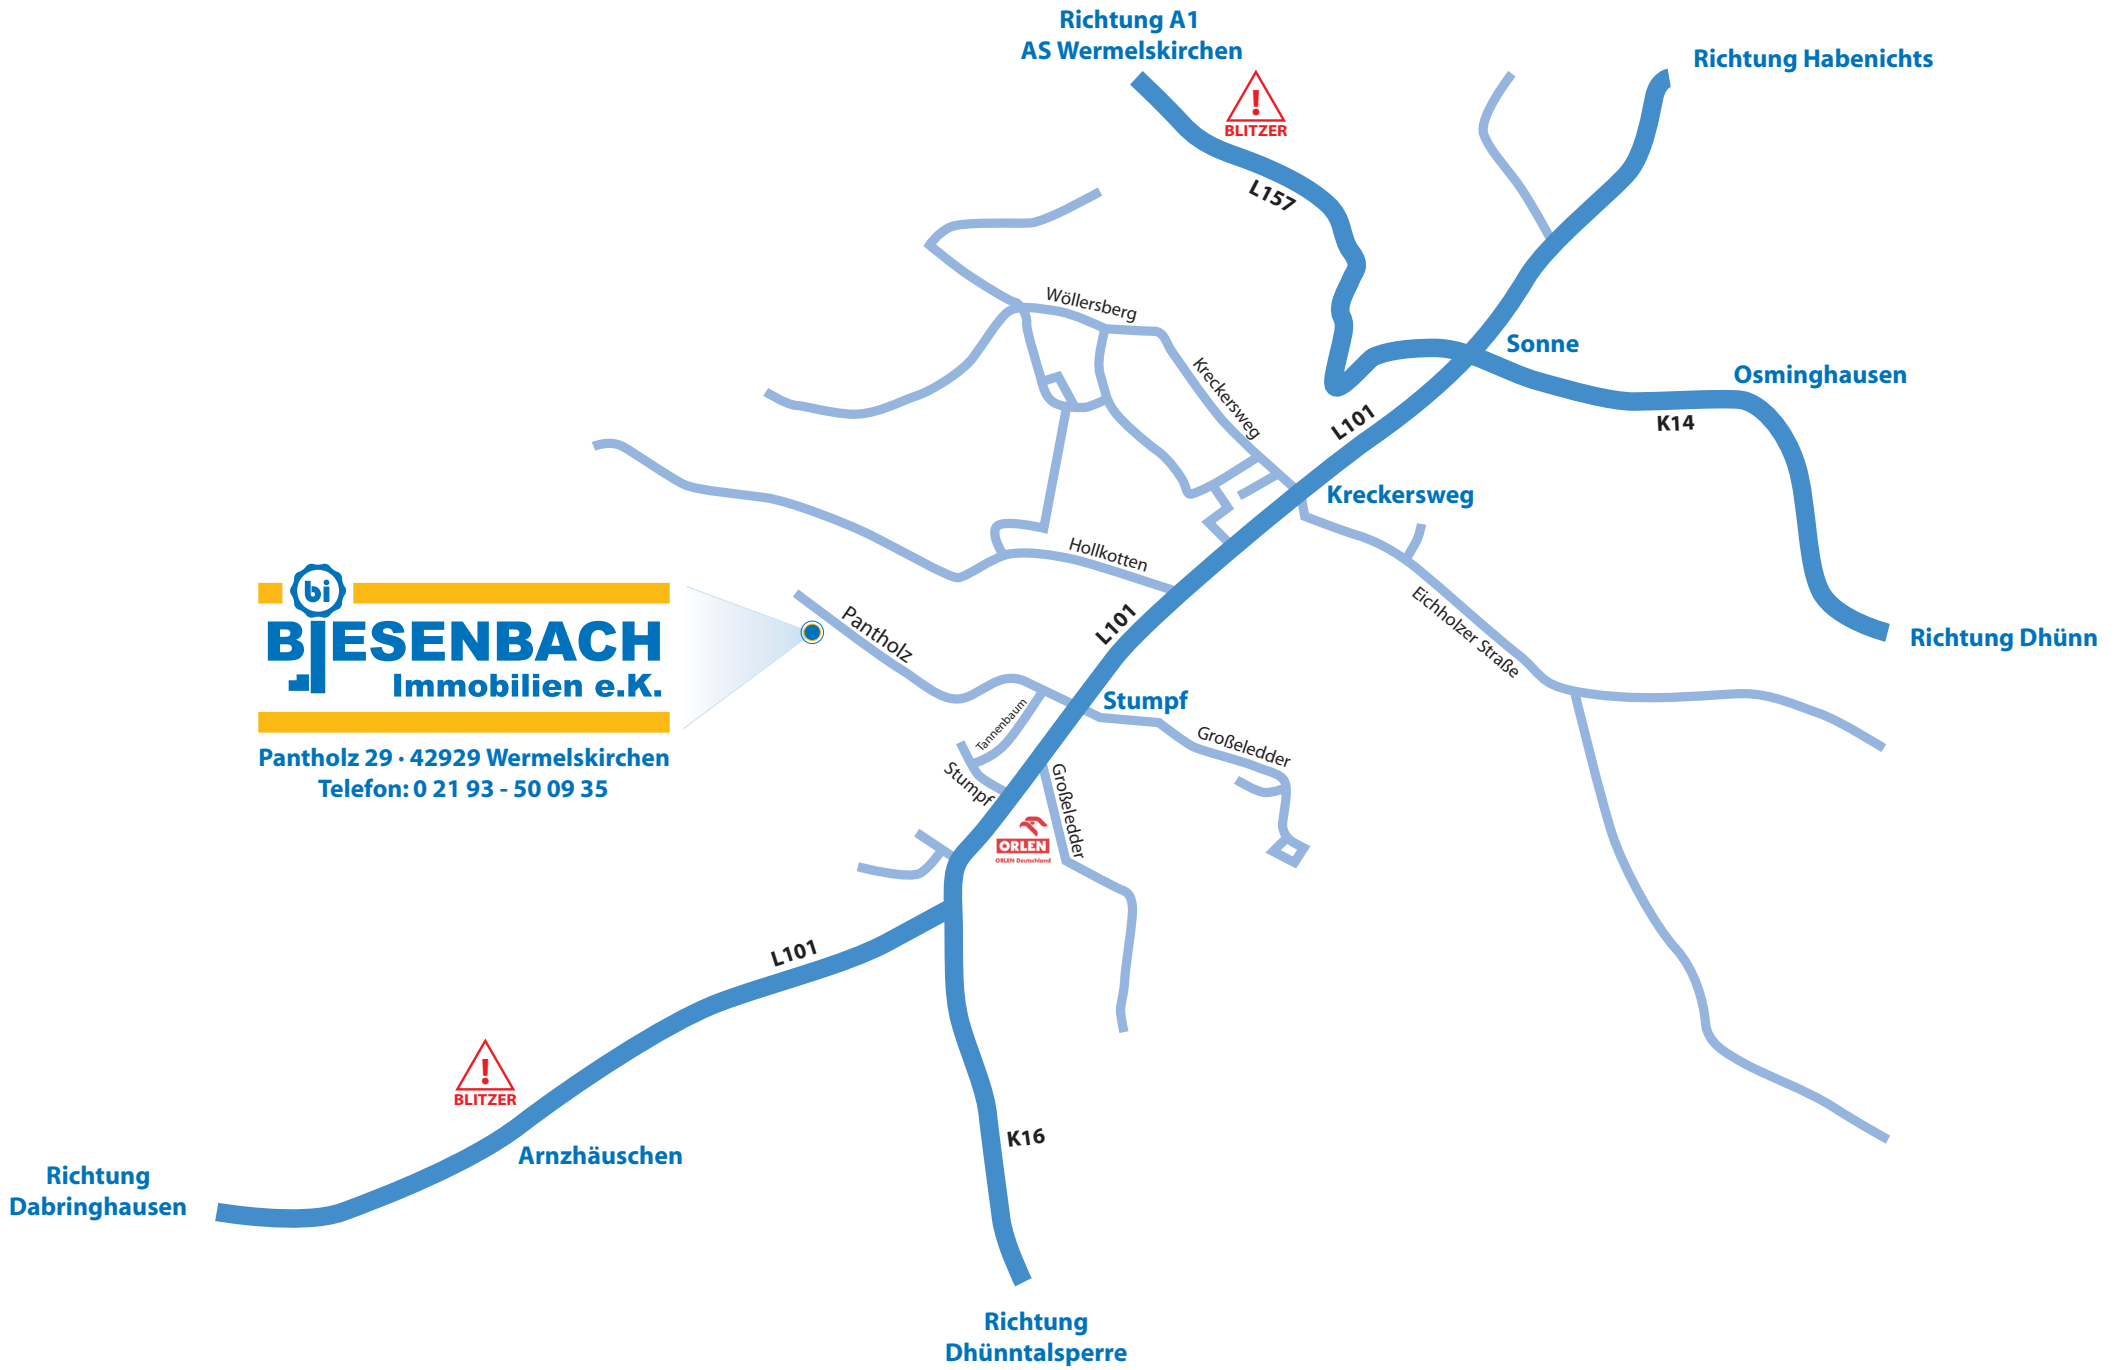 Richtung A1
AS Wermelskirchen
Richtung Habenichts
BLITZER
L157
Wöllersberg
Kreckersweg
Sonne
Osminghausen
K14
L101
Kreckersweg
Hollkotten
Eichholzer Straße
Richtung Dhünn
L101
Pantholz
bi
BIESENBACH
Immobilien e.K.
Pantholz 29 · 42929 Wermelskirchen
Telefon: 0 21 93 - 50 09 35
Stumpf
Tannenbaum
Großeledder
Stumpf
Großeledder
ORLEN
ORLEN Deutschland
L101
BLITZER
Arnzhäuschen
K16
Richtung
Dabringhausen
Richtung
Dhünntalsperre